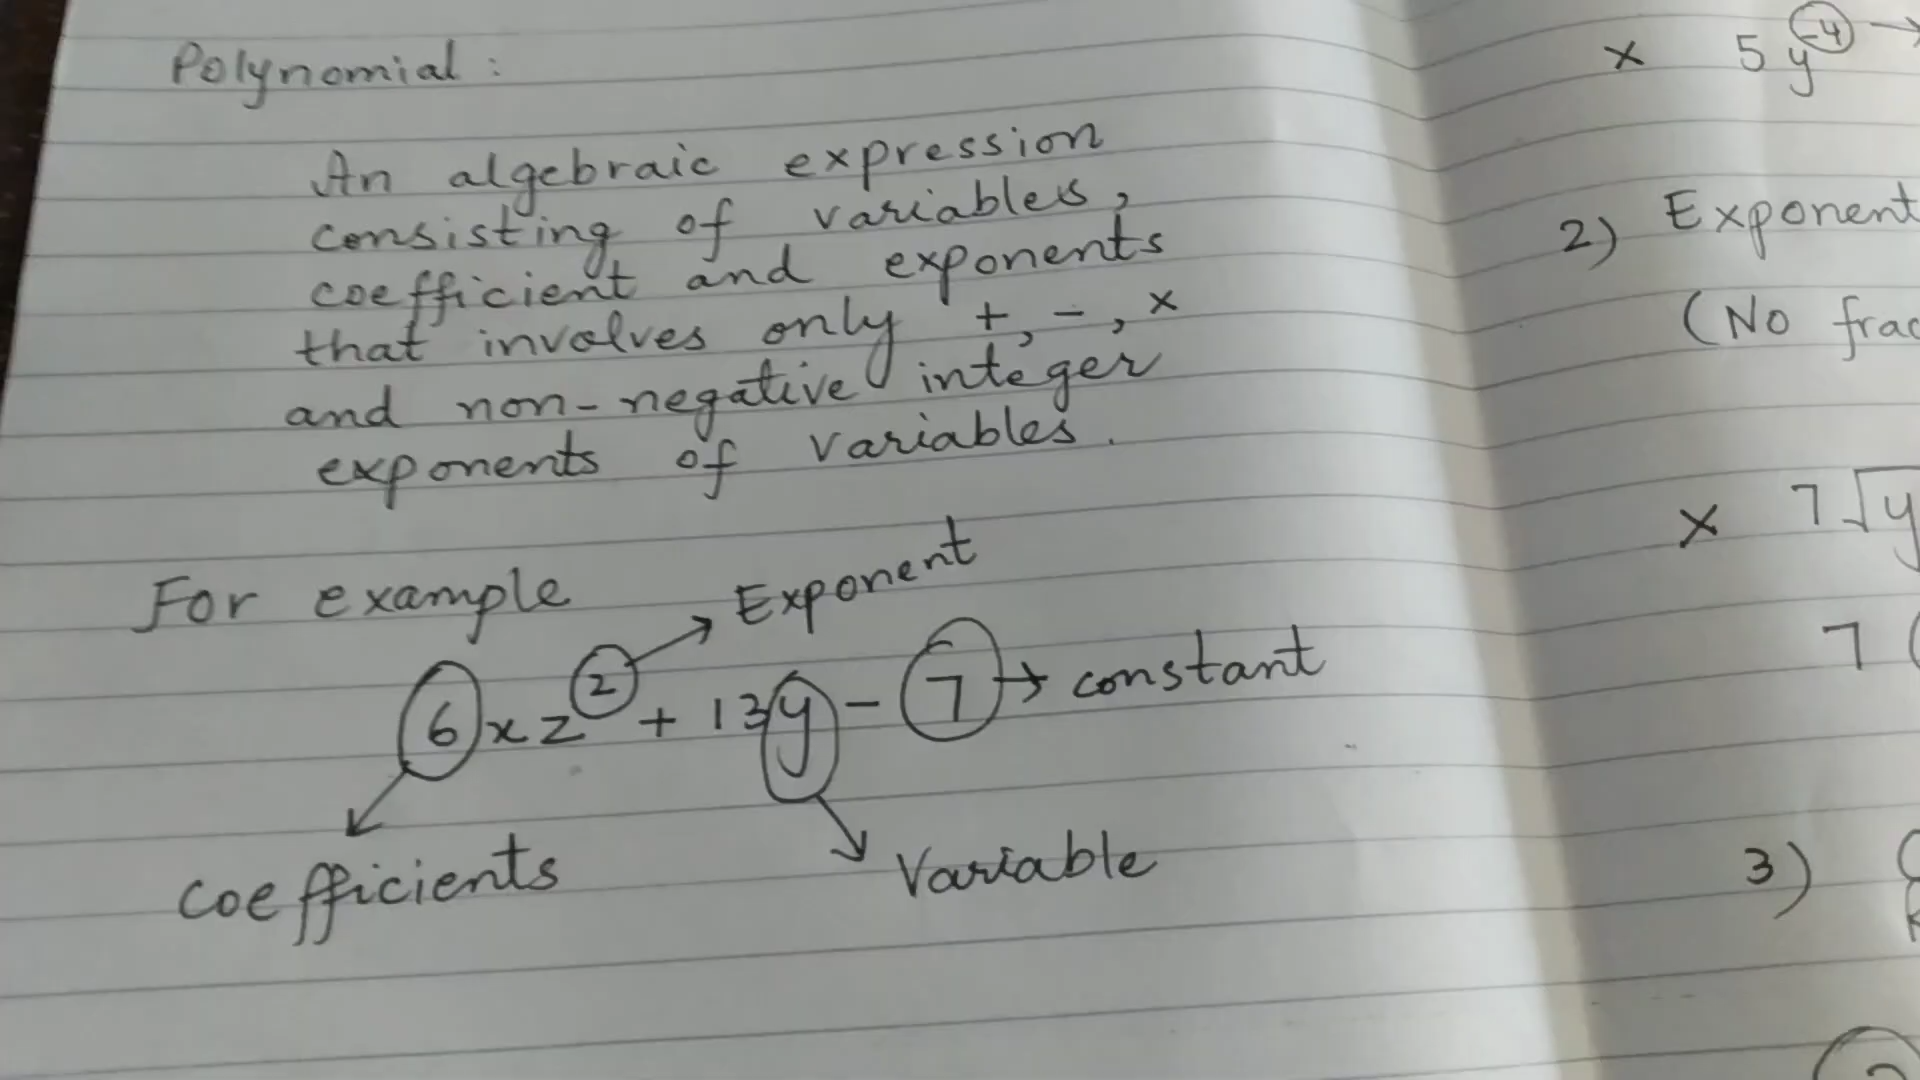 Polynomial :
An algebraic expression
consisting of variables,
coefficient and exponents
that involves only +, -, ×
and non-negative integer
exponents of variables.
For example
Exponent
6xz² + 13y - 7 → constant
coefficients
Variable
× 5y⁻⁴ →
2) Exponent
(No frac
× 7√y
7 (
3)